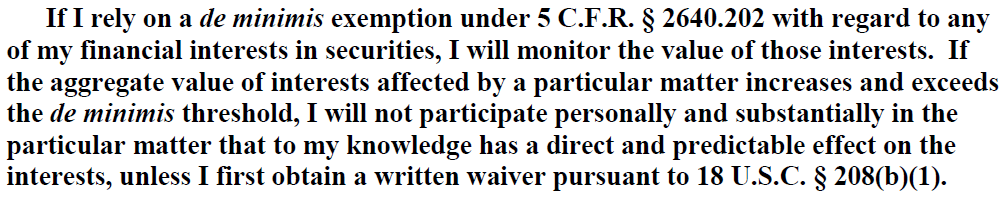 If I rely on a de minimis exemption under 5 C.F.R. § 2640.202 with regard to any
of my financial interests in securities, I will monitor the value of those interests.  If
the aggregate value of interests affected by a particular matter increases and exceeds
the de minimis threshold, I will not participate personally and substantially in the
particular matter that to my knowledge has a direct and predictable effect on the
interests, unless I first obtain a written waiver pursuant to 18 U.S.C. § 208(b)(1).